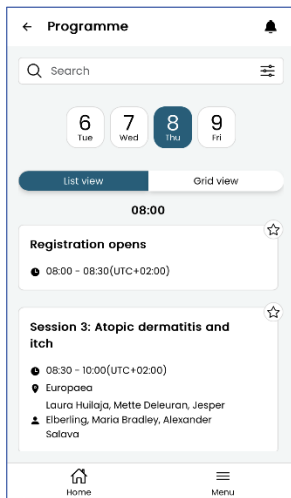 Programme
Search
6 7 8 9
Tue Wed Thu Fri
List view Grid view
08:00
Registration opens
08:00 - 08:30(UTC+02:00)
Session 3: Atopic dermatitis and
itch
08:30 - 10:00(UTC+02:00)
Europaea
Laura Huilaja, Mette Deleuran, Jesper
Elberling, Maria Bradley, Alexander
Salava
Home Menu